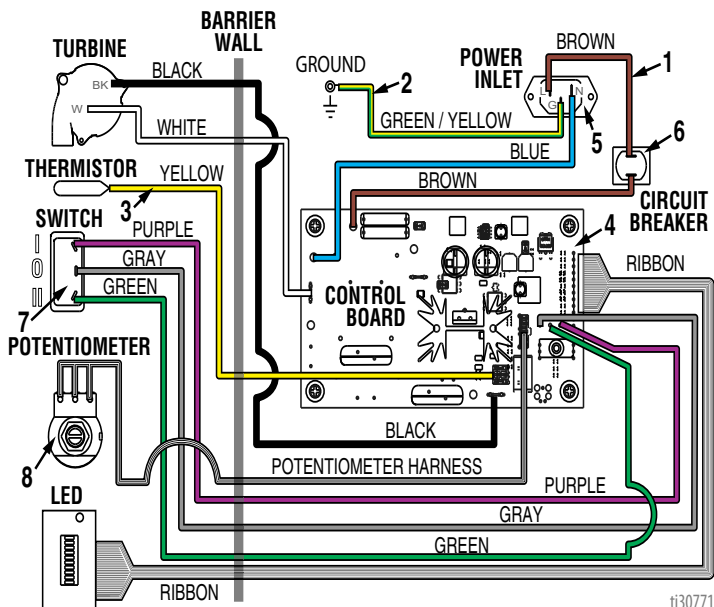 BARRIER
WALL
TURBINE
BK
W
BLACK
WHITE
GROUND
2
GREEN / YELLOW
POWER
INLET
L
N
G
BROWN
1
5
6
BLUE
BROWN
CIRCUIT
BREAKER
THERMISTOR
YELLOW
3
SWITCH
I
O
II
7
PURPLE
GRAY
GREEN
CONTROL
BOARD
4
RIBBON
POTENTIOMETER
8
BLACK
POTENTIOMETER HARNESS
PURPLE
GRAY
GREEN
LED
RIBBON
ti30771